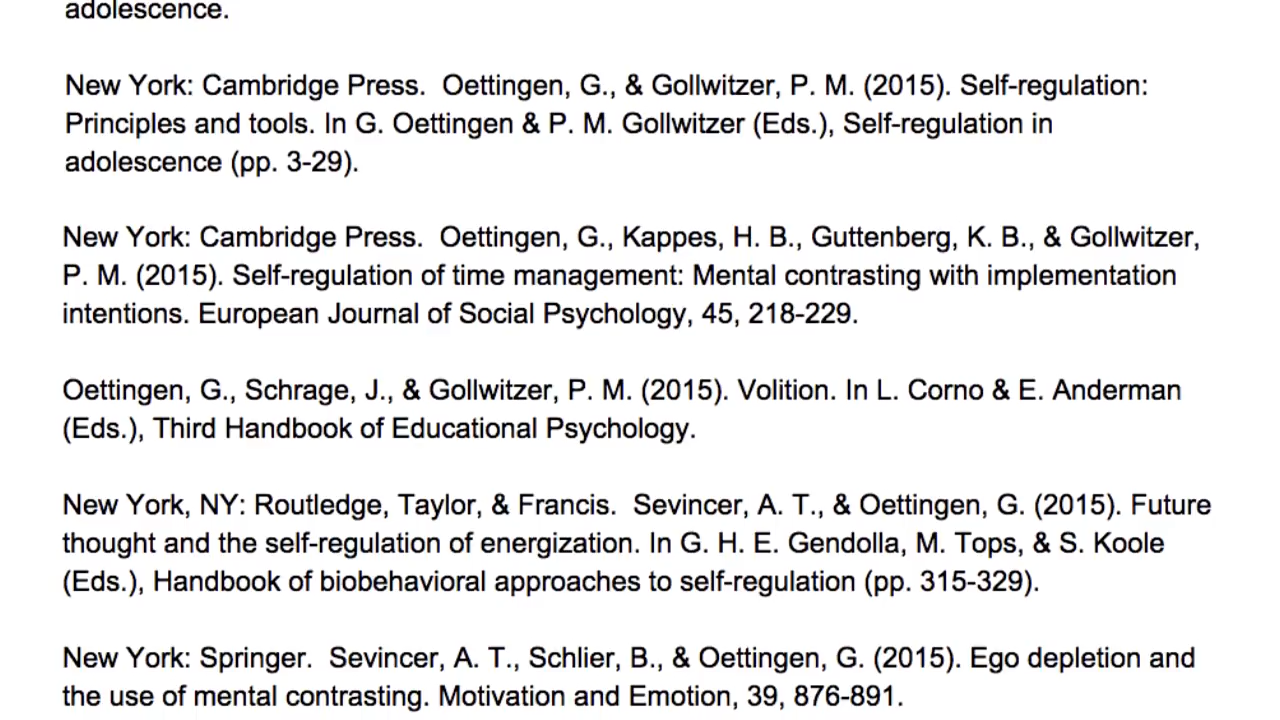 adolescence.
New York: Cambridge Press.  Oettingen, G., & Gollwitzer, P. M. (2015). Self-regulation:
Principles and tools. In G. Oettingen & P. M. Gollwitzer (Eds.), Self-regulation in
adolescence (pp. 3-29).
New York: Cambridge Press.  Oettingen, G., Kappes, H. B., Guttenberg, K. B., & Gollwitzer,
P. M. (2015). Self-regulation of time management: Mental contrasting with implementation
intentions. European Journal of Social Psychology, 45, 218-229.
Oettingen, G., Schrage, J., & Gollwitzer, P. M. (2015). Volition. In L. Corno & E. Anderman
(Eds.), Third Handbook of Educational Psychology.
New York, NY: Routledge, Taylor, & Francis.  Sevincer, A. T., & Oettingen, G. (2015). Future
thought and the self-regulation of energization. In G. H. E. Gendolla, M. Tops, & S. Koole
(Eds.), Handbook of biobehavioral approaches to self-regulation (pp. 315-329).
New York: Springer.  Sevincer, A. T., Schlier, B., & Oettingen, G. (2015). Ego depletion and
the use of mental contrasting. Motivation and Emotion, 39, 876-891.